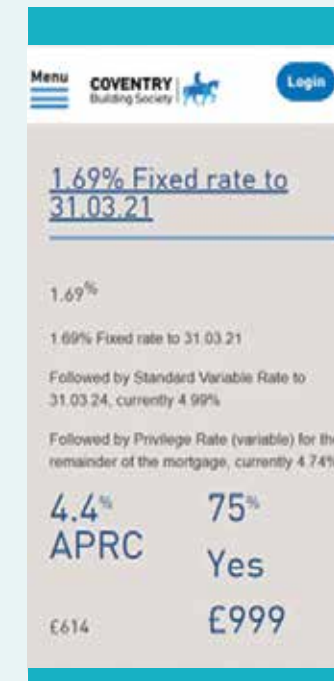 Menu
COVENTRY
Building Society
Login
1.69% Fixed rate to
31.03.21
1.69%
1.69% Fixed rate to 31.03.21
Followed by Standard Variable Rate to
31.03.24, currently 4.99%
Followed by Privilege Rate (variable) for the
remainder of the mortgage, currently 4.74%
4.4% 75%
APRC Yes
£614 £999